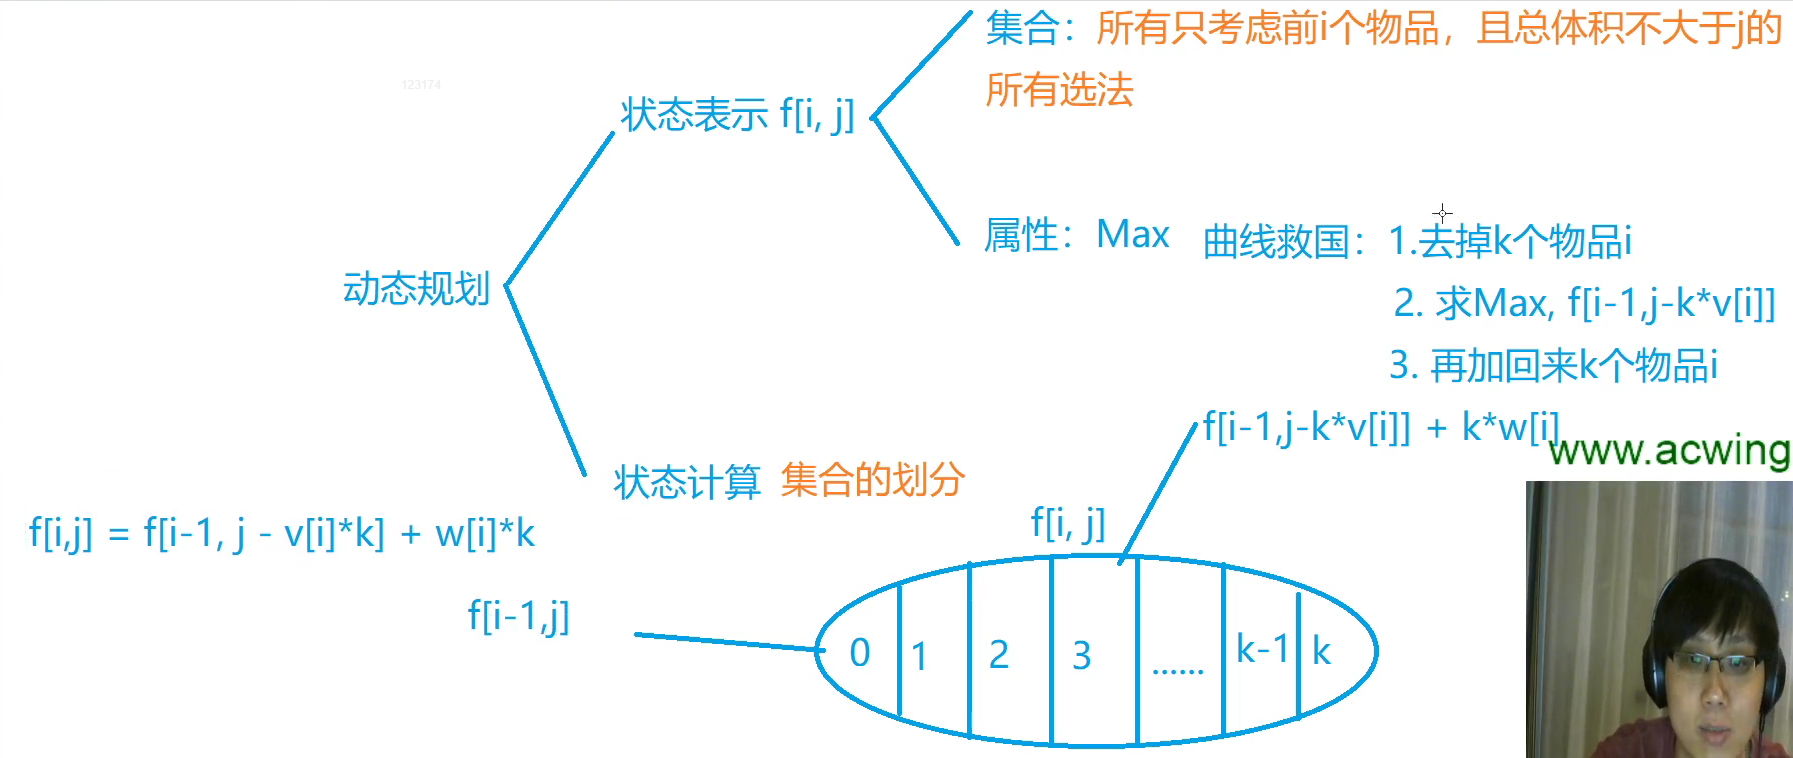 集合：所有只考虑前i个物品，且总体积不大于j的
所有选法
123174
状态表示 f[i, j]
属性：Max
曲线救国：1.去掉k个物品i
2. 求Max, f[i-1,j-k*v[i]]
3. 再加回来k个物品i
动态规划
f[i-1,j-k*v[i]] + k*w[i]
www.acwing
状态计算 集合的划分
f[i,j] = f[i-1, j - v[i]*k] + w[i]*k
f[i, j]
f[i-1,j]
0 1 2 3 ...... k-1 k